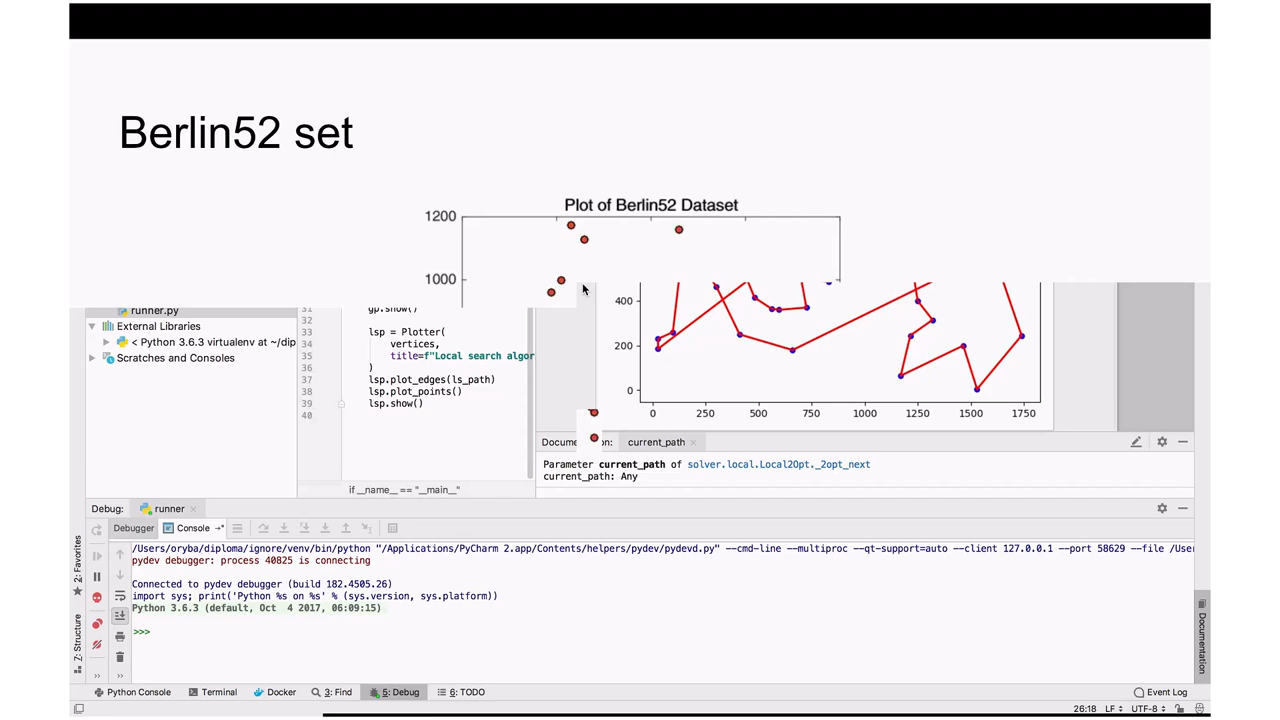 Berlin52 set
Plot of Berlin52 Dataset
1200
1000
runner.py
External Libraries
< Python 3.6.3 virtualenv at ~/dip
Scratches and Consoles
31 gp.show()
32
33 lsp = Plotter(
34 vertices,
35 title=f"Local search algor
36 )
37 lsp.plot_edges(ls_path)
38 lsp.plot_points()
39 lsp.show()
40
if __name__ == "__main__"
400
200
0
0 250 500 750 1000 1250 1500 1750
on: current_path
Parameter current_path of solver.local.Local2Opt._2opt_next
current_path: Any
Debug: runner
Debugger Console
/Users/oryba/diploma/ignore/venv/bin/python "/Applications/PyCharm 2.app/Contents/helpers/pydev/pydevd.py" --cmd-line --multiproc --qt-support=auto --client 127.0.0.1 --port 58629 --file /User
pydev debugger: process 40825 is connecting
Connected to pydev debugger (build 182.4505.26)
import sys; print('Python %s on %s' % (sys.version, sys.platform))
Python 3.6.3 (default, Oct 4 2017, 06:09:15)
>>>
2: Favorites
Z: Structure
Documentation
Python Console Terminal Docker 3: Find 5: Debug 6: TODO Event Log
26:18 LF UTF-8